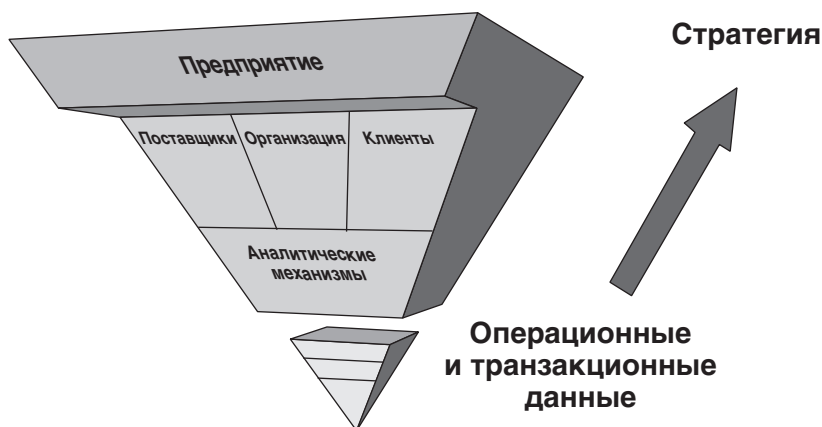 Стратегия
Предприятие
Поставщики
Организация
Клиенты
Аналитические
механизмы
Операционные
и транзакционные
данные